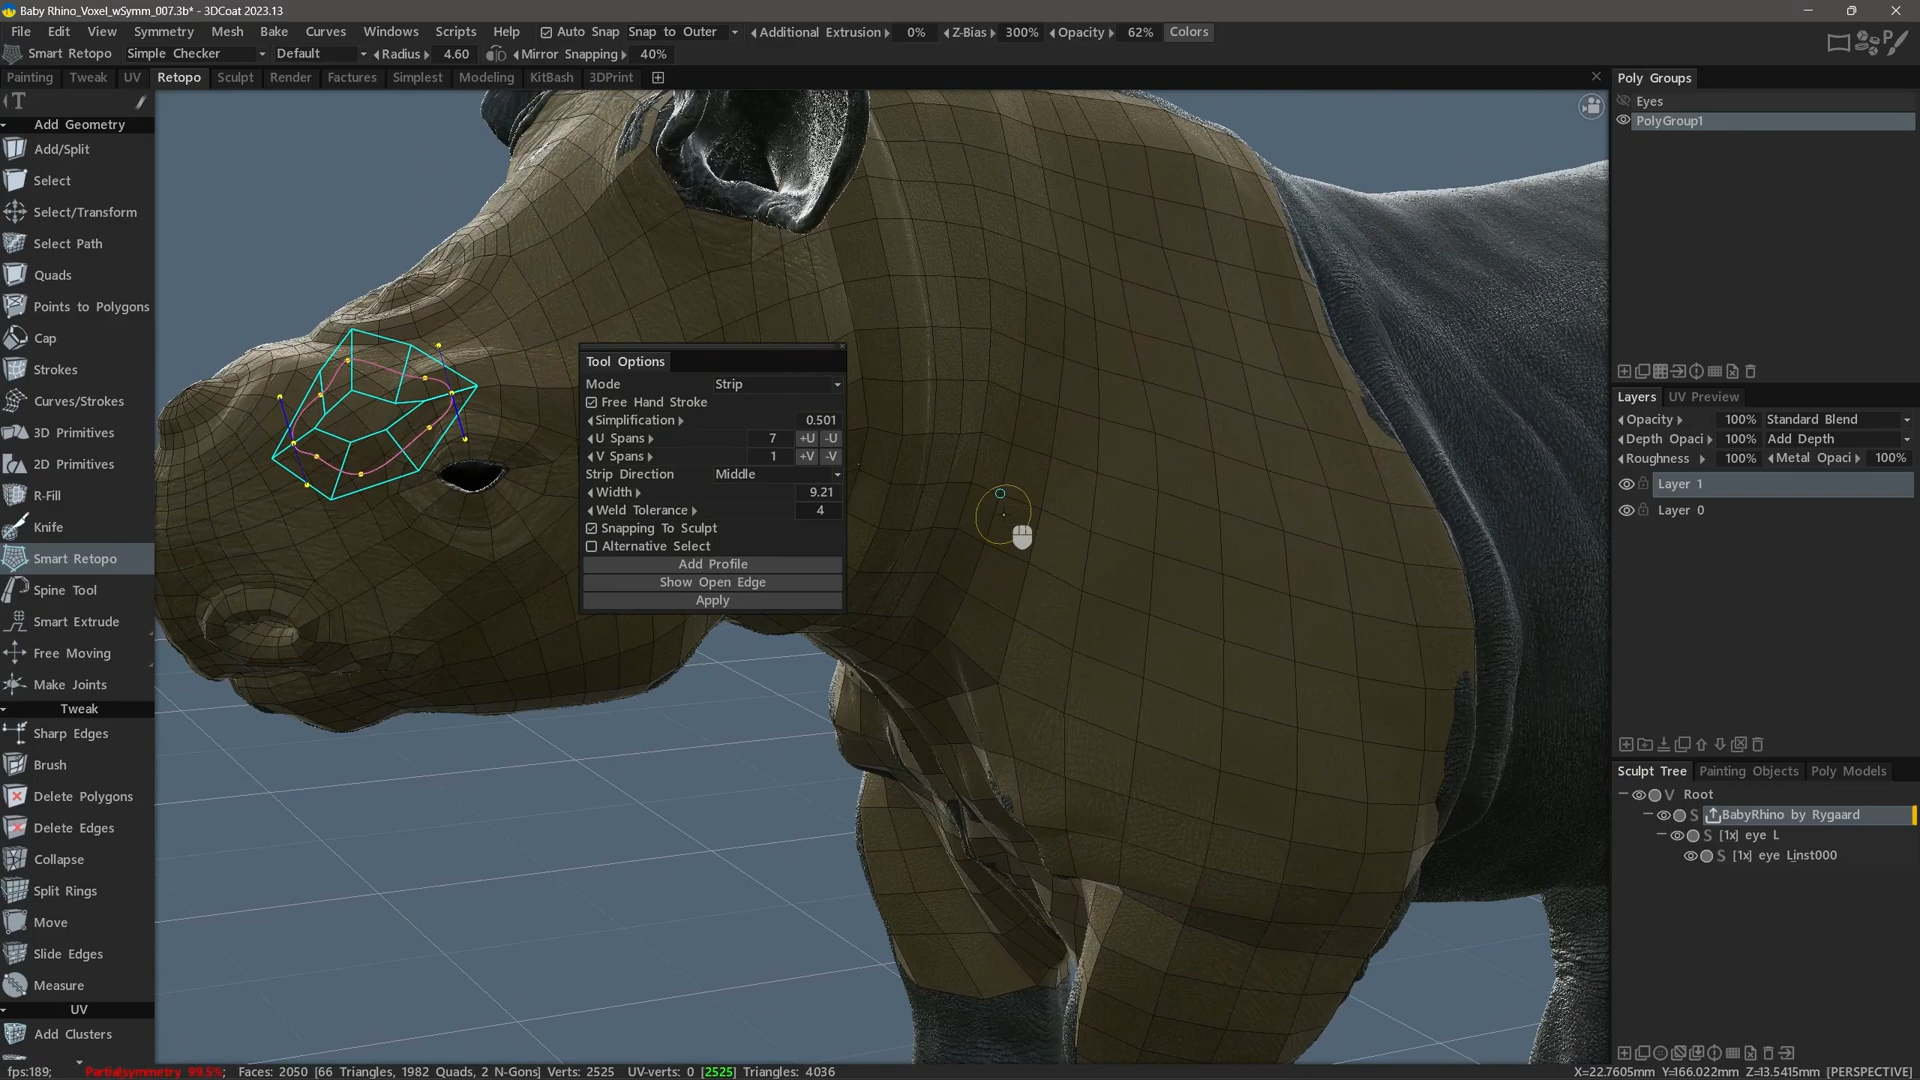 Baby Rhino_Voxel_wSymm_007.3b* - 3DCoat 2023.13
File Edit View Symmetry Mesh Bake Curves Windows Scripts Help Auto Snap Snap to Outer Additional Extrusion 0% Z-Bias 300% Opacity 62% Colors
Smart Retopo Simple Checker Default Radius 4.60 Mirror Snapping 40%
Painting Tweak UV Retopo Sculpt Render Factures Simplest Modeling KitBash 3DPrint
Add Geometry
Add/Split
Select
Select/Transform
Select Path
Quads
Points to Polygons
Cap
Strokes
Curves/Strokes
3D Primitives
2D Primitives
R-Fill
Knife
Smart Retopo
Spine Tool
Smart Extrude
Free Moving
Make Joints
Tweak
Sharp Edges
Brush
Delete Polygons
Delete Edges
Collapse
Split Rings
Move
Slide Edges
Measure
UV
Add Clusters
Tool Options
Mode Strip
Free Hand Stroke
Simplification 0.501
U Spans 7 +U -U
V Spans 1 +V -V
Strip Direction Middle
Width 9.21
Weld Tolerance 4
Snapping To Sculpt
Alternative Select
Add Profile
Show Open Edge
Apply
Poly Groups
Eyes
PolyGroup1
Layers UV Preview
Opacity 100% Standard Blend
Depth Opaci 100% Add Depth
Roughness 100% Metal Opaci 100%
Layer 1
Layer 0
Sculpt Tree Painting Objects Poly Models
V Root
S BabyRhino by Rygaard
S [1x] eye L
S [1x] eye Linst000
fps:189; Partialsymmetry 99.5%; Faces: 2050 [66 Triangles, 1982 Quads, 2 N-Gons] Verts: 2525 UV-verts: 0 [2525] Triangles: 4036 X=22.7605mm Y=166.022mm Z=13.5415mm [PERSPECTIVE]